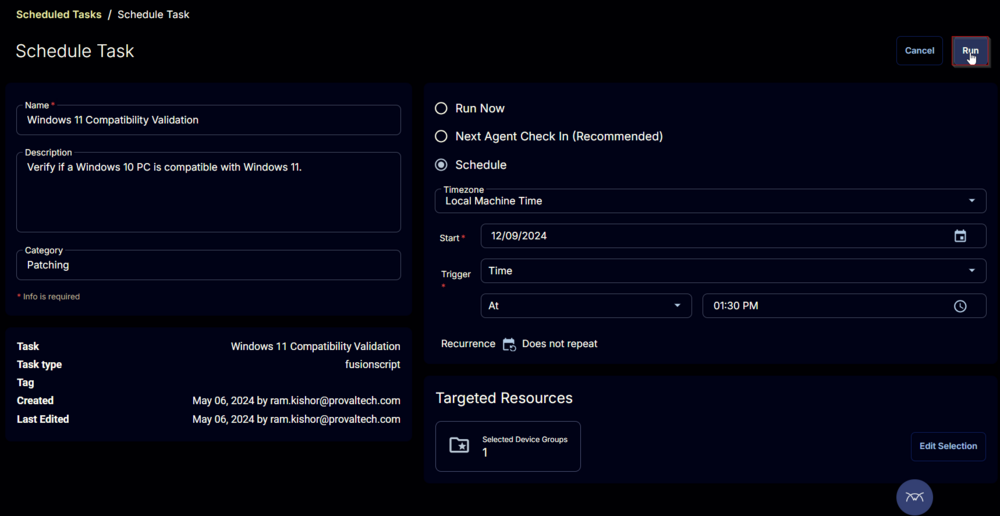 Scheduled Tasks / Schedule Task
Schedule Task
Cancel
Run
Name *
Windows 11 Compatibility Validation
Description
Verify if a Windows 10 PC is compatible with Windows 11.
Category
Patching
* Info is required
Task Windows 11 Compatibility Validation
Task type fusionscript
Tag
Created May 06, 2024 by ram.kishor@provaltech.com
Last Edited May 06, 2024 by ram.kishor@provaltech.com
Run Now
Next Agent Check In (Recommended)
Schedule
Timezone
Local Machine Time
Start * 12/09/2024
Trigger * Time
At 01:30 PM
Recurrence Does not repeat
Targeted Resources
Selected Device Groups
1
Edit Selection